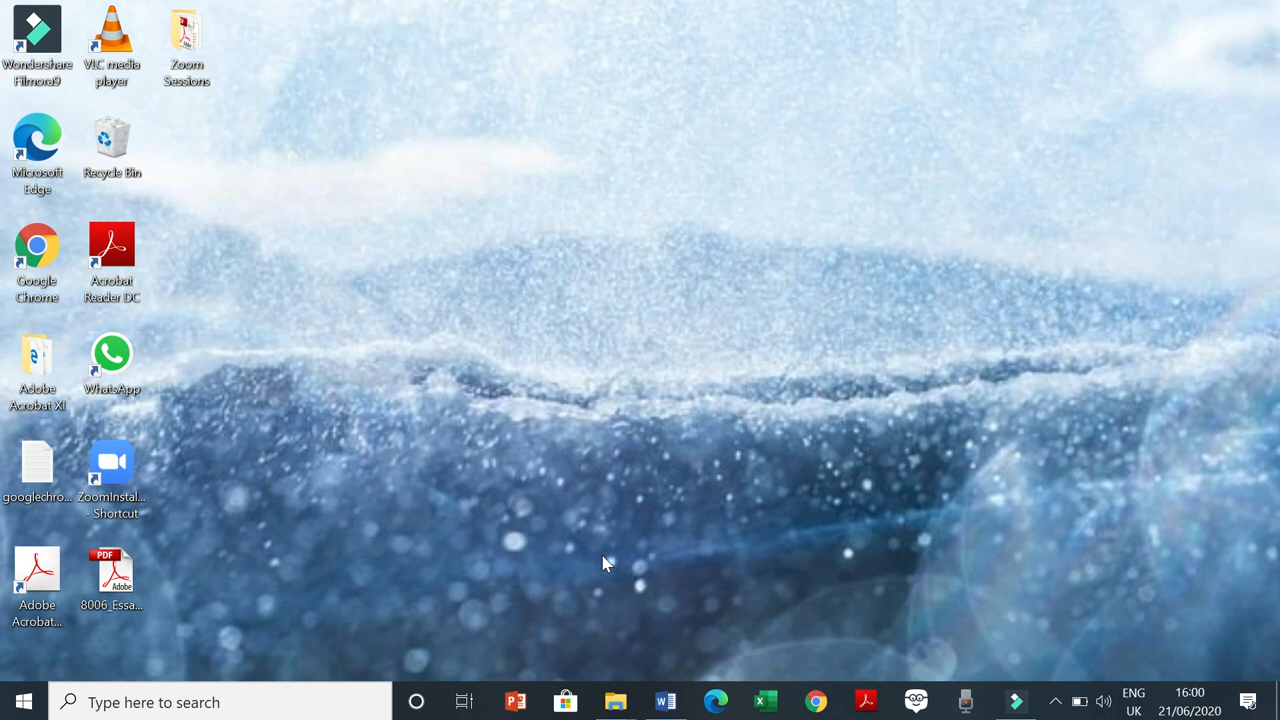 Wondershare
Filmora9
VLC media
player
Zoom
Sessions
Microsoft
Edge
Recycle Bin
Google
Chrome
Acrobat
Reader DC
Adobe
Acrobat XI
WhatsApp
googlechro...
ZoomInstal...
- Shortcut
Adobe
Acrobat...
PDF
Adobe
8006_Essa...
Type here to search
ENG
UK
16:00
21/06/2020